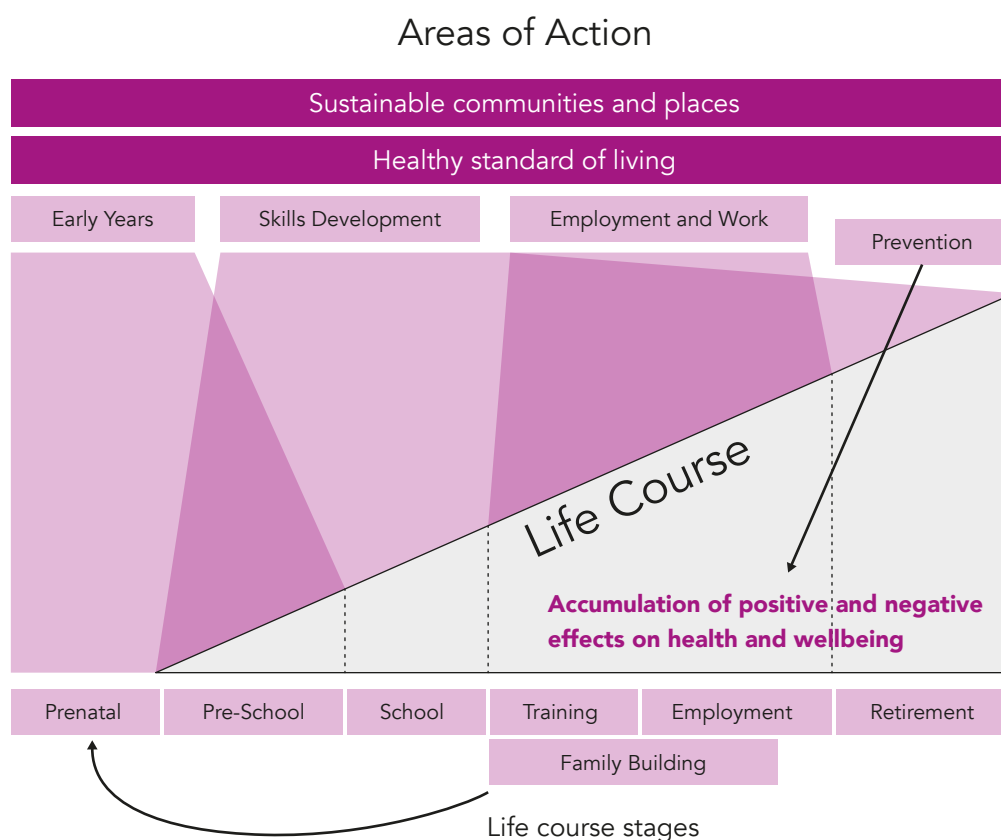 Areas of Action
Sustainable communities and places
Healthy standard of living
Early Years
Skills Development
Employment and Work
Prevention
Life Course
Accumulation of positive and negative
effects on health and wellbeing
Prenatal
Pre-School
School
Training
Employment
Retirement
Family Building
Life course stages